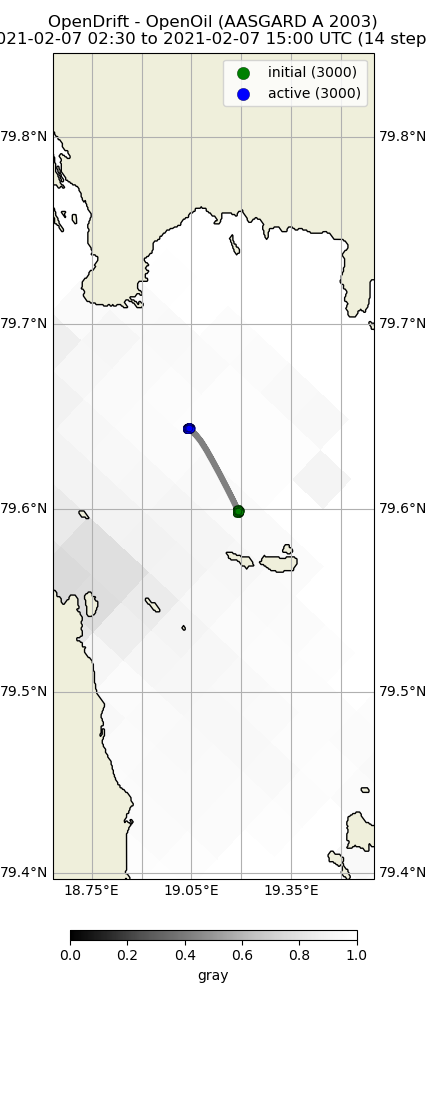 OpenDrift - OpenOil (AASGARD A 2003)
021-02-07 02:30 to 2021-02-07 15:00 UTC (14 step
initial (3000)
active (3000)
79.8°N 79.8°N
79.7°N 79.7°N
79.6°N 79.6°N
79.5°N 79.5°N
79.4°N 79.4°N
18.75°E 19.05°E 19.35°E
0.0 0.2 0.4 0.6 0.8 1.0
gray